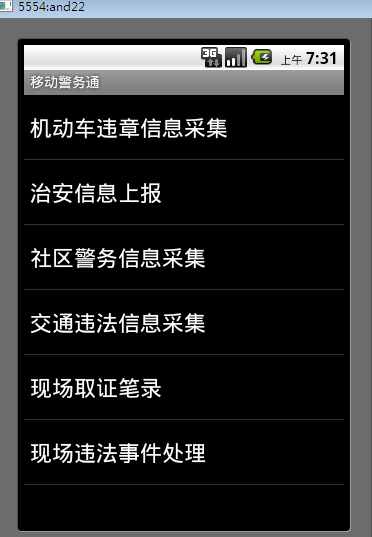 5554:and22
3G
上午 7:31
移动警务通
机动车违章信息采集
治安信息上报
社区警务信息采集
交通违法信息采集
现场取证笔录
现场违法事件处理